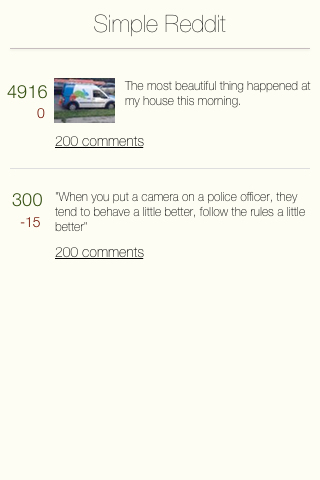 Simple Reddit
4916
0
The most beautiful thing happened at
my house this morning.
200 comments
300
-15
"When you put a camera on a police officer, they
tend to behave a little better, follow the rules a little
better"
200 comments